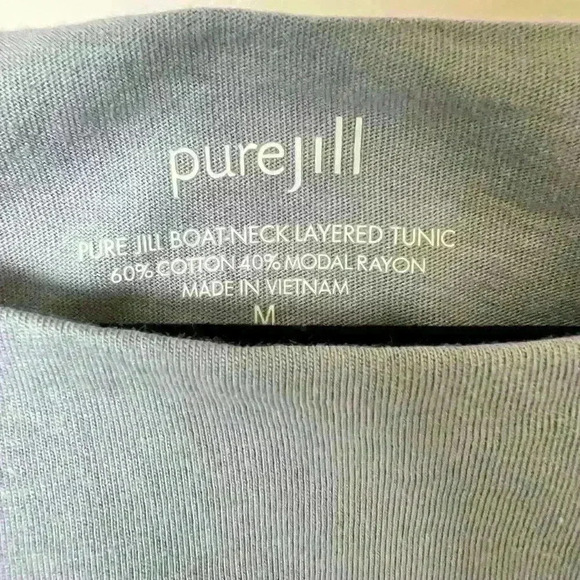 purejill
PURE JILL BOAT-NECK LAYERED TUNIC
60% COTTON 40% MODAL RAYON
MADE IN VIETNAM
M